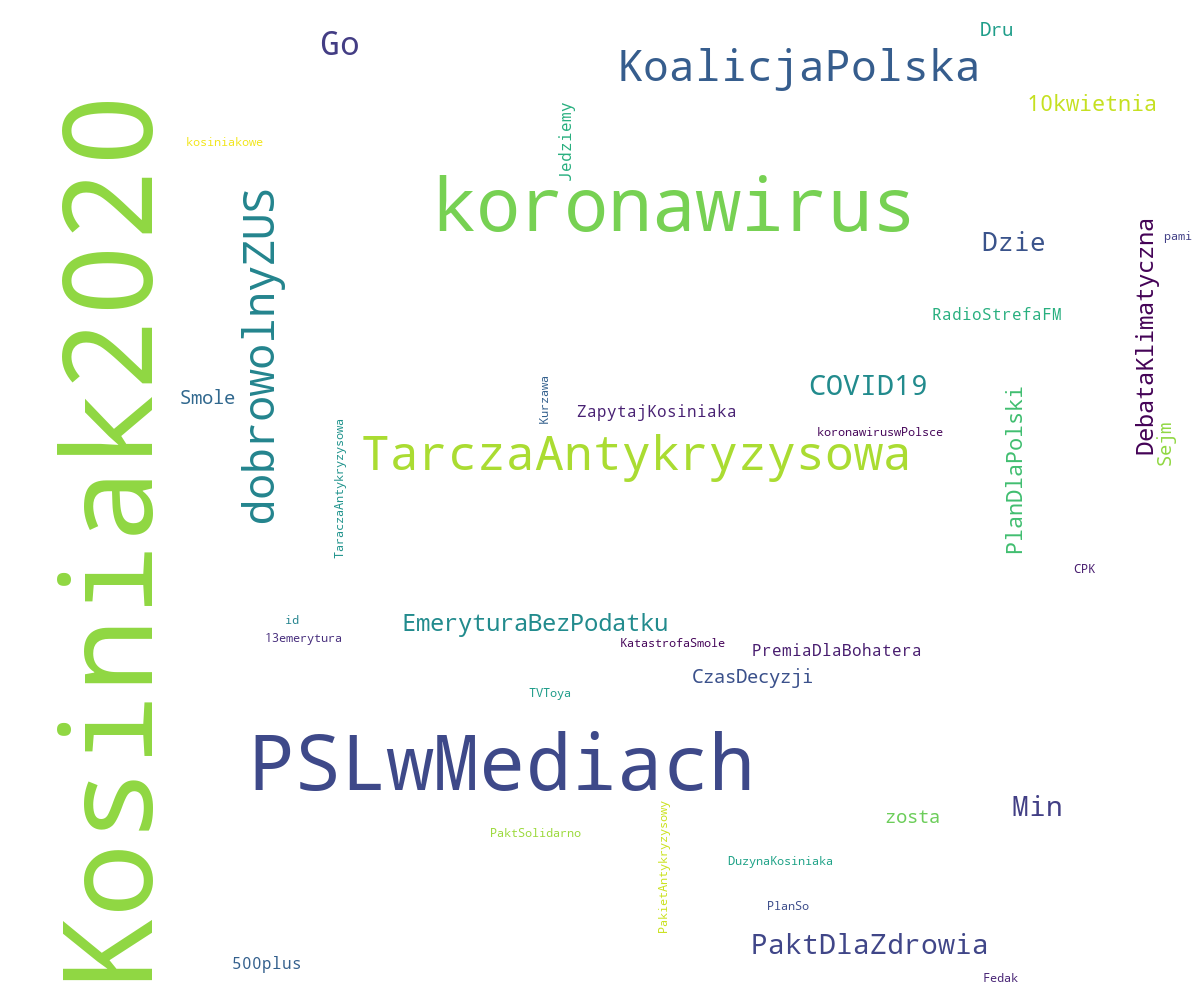 Dru
Go
KoalicjaPolska
10kwietnia
kosiniakowe
Jedziemy
koronawirus
Kosiniak2020
dobrowolnyZUS
Dzie
DebataKlimatyczna
pami
RadioStrefaFM
COVID19
Smole
Kurzawa
ZapytajKosiniaka
koronawiruswPolsce
PlanDlaPolski
Sejm
TarczaAntykryzysowa
TaraczaAntykryzysowa
CPK
id
EmeryturaBezPodatku
13emerytura
KatastrofaSmole
PremiaDlaBohatera
CzasDecyzji
TVToya
PSLwMediach
Min
zosta
PaktSolidarno
PakietAntykryzysowy
DuzynaKosiniaka
PlanSo
PaktDlaZdrowia
500plus
Fedak